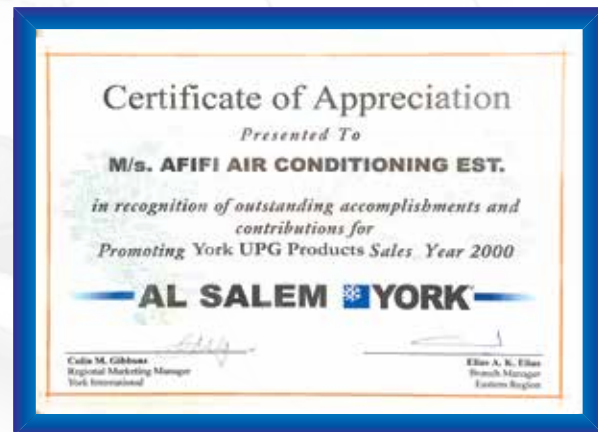 Certificate of Appreciation
Presented To
M/s. AFIFI AIR CONDITIONING EST.
in recognition of outstanding accomplishments and
contributions for
Promoting York UPG Products Sales Year 2000
AL SALEM YORK
Colin M. Gibbons
Regional Marketing Manager
York International
Elias A. K. Elias
Branch Manager
Eastern Region